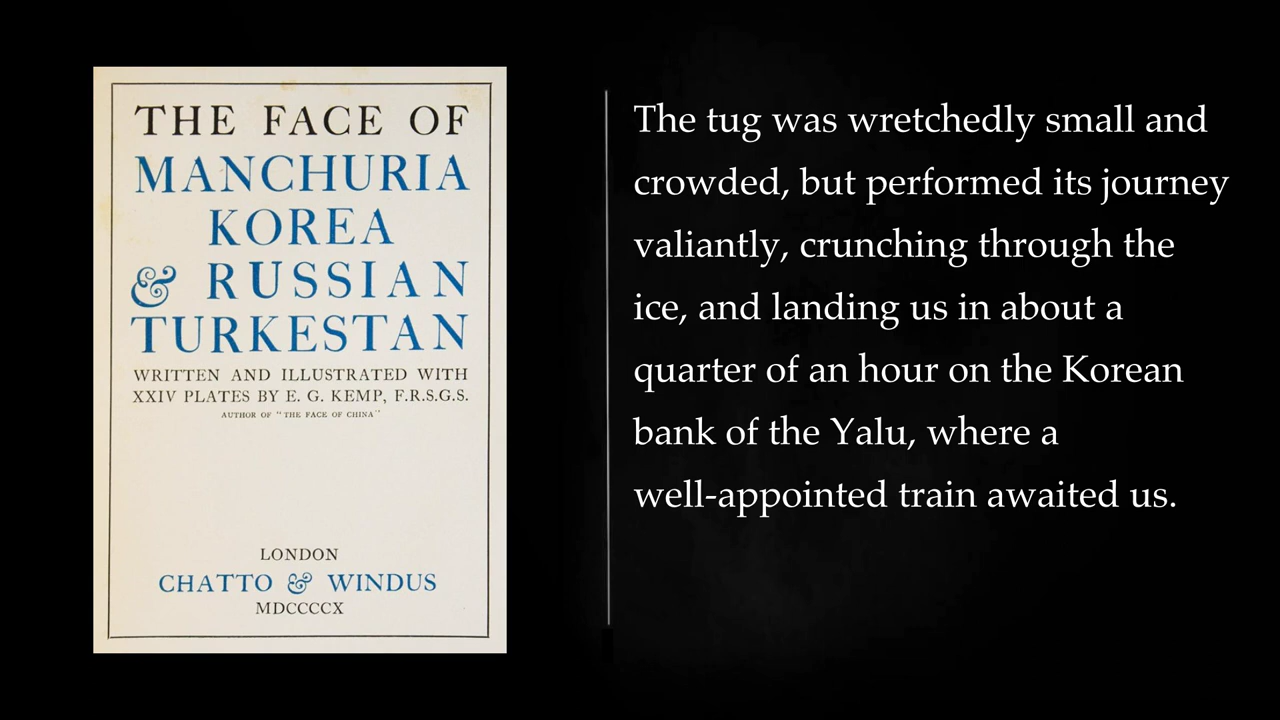 THE FACE OF
MANCHURIA
KOREA
& RUSSIAN
TURKESTAN
WRITTEN AND ILLUSTRATED WITH
XXIV PLATES BY E. G. KEMP, F.R.S.G.S.
AUTHOR OF "THE FACE OF CHINA"
LONDON
CHATTO & WINDUS
MDCCCCX
The tug was wretchedly small and
crowded, but performed its journey
valiantly, crunching through the
ice, and landing us in about a
quarter of an hour on the Korean
bank of the Yalu, where a
well-appointed train awaited us.